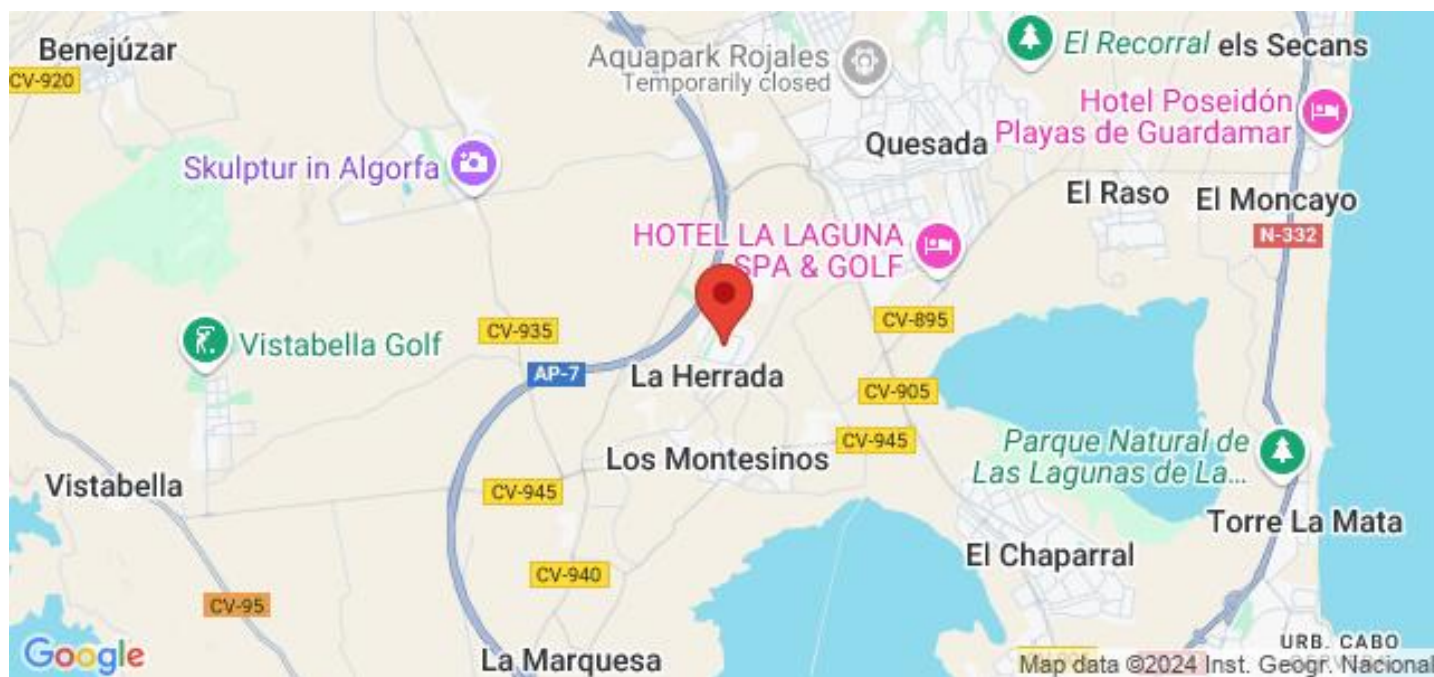 Benejúzar
CV-920
Aquapark Rojales
Temporarily closed
El Recorral
els Secans
Hotel Poseidón
Playas de Guardamar
Quesada
Skulptur in Algorfa
El Raso
El Moncayo
N-332
HOTEL LA LAGUNA
SPA & GOLF
CV-935
CV-895
Vistabella Golf
AP-7
La Herrada
CV-905
CV-945
Parque Natural de
Las Lagunas de La...
Los Montesinos
Vistabella
CV-945
Torre La Mata
El Chaparral
CV-940
CV-95
URB. CABO
La Marquesa
Google
Map data ©2024 Inst. Geogr. Nacional